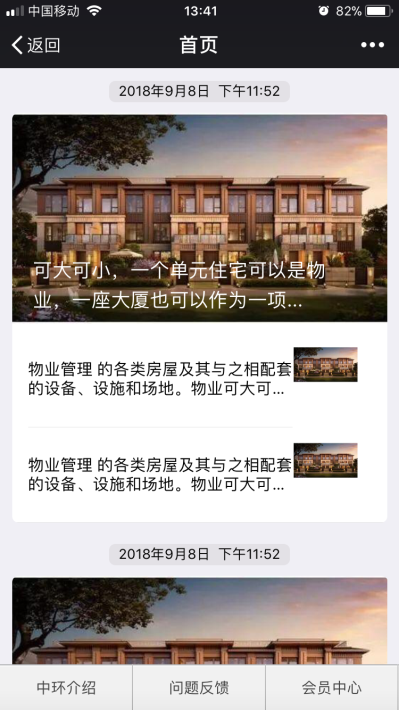 中国移动 13:41 82%
返回 首页
2018年9月8日 下午11:52
可大可小，一个单元住宅可以是物
业，一座大厦也可以作为一项...
物业管理 的各类房屋及其与之相配套
的设备、设施和场地。物业可大可...
物业管理 的各类房屋及其与之相配套
的设备、设施和场地。物业可大可...
2018年9月8日 下午11:52
中环介绍 问题反馈 会员中心